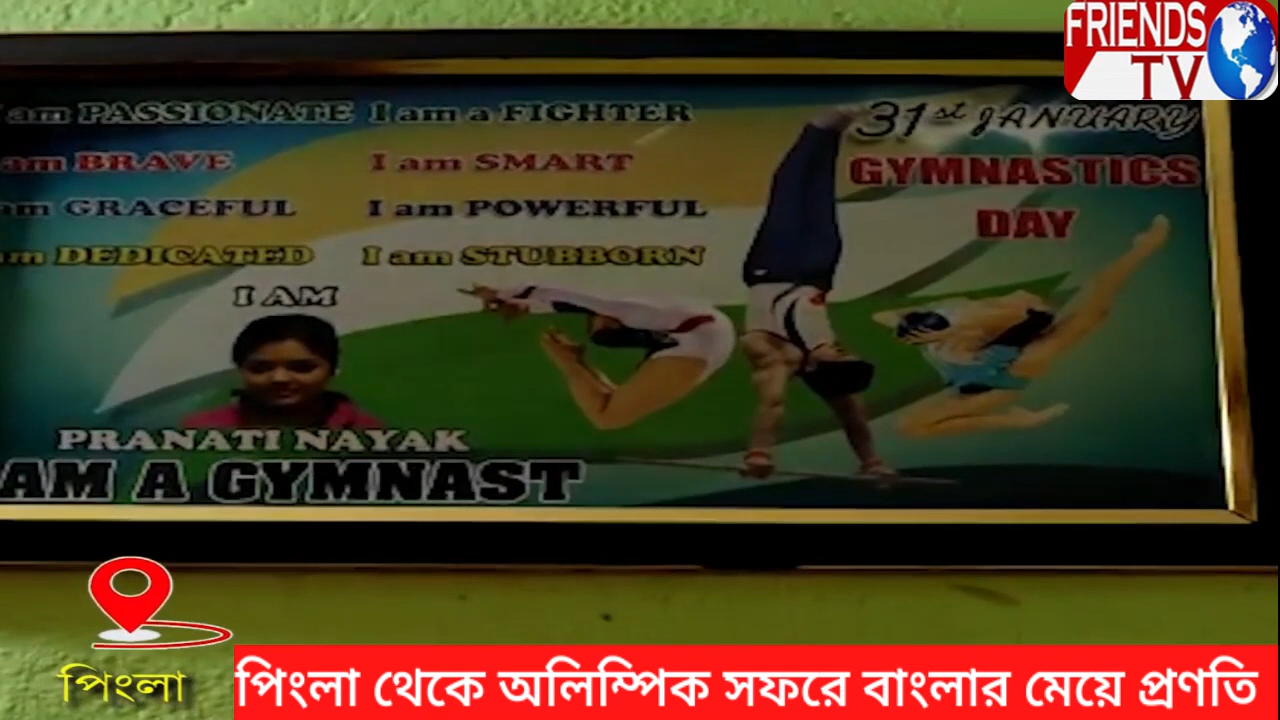 FRIENDS
TV
am PASSIONATE I am a FIGHTER
am BRAVE I am SMART
am GRACEFUL I am POWERFUL
am DEDICATED I am STUBBORN
I AM
PRANATI NAYAK
AM A GYMNAST
31st JANUARY
GYMNASTICS
DAY
পিংলা
পিংলা থেকে অলিম্পিক সফরে বাংলার মেয়ে প্রণতি